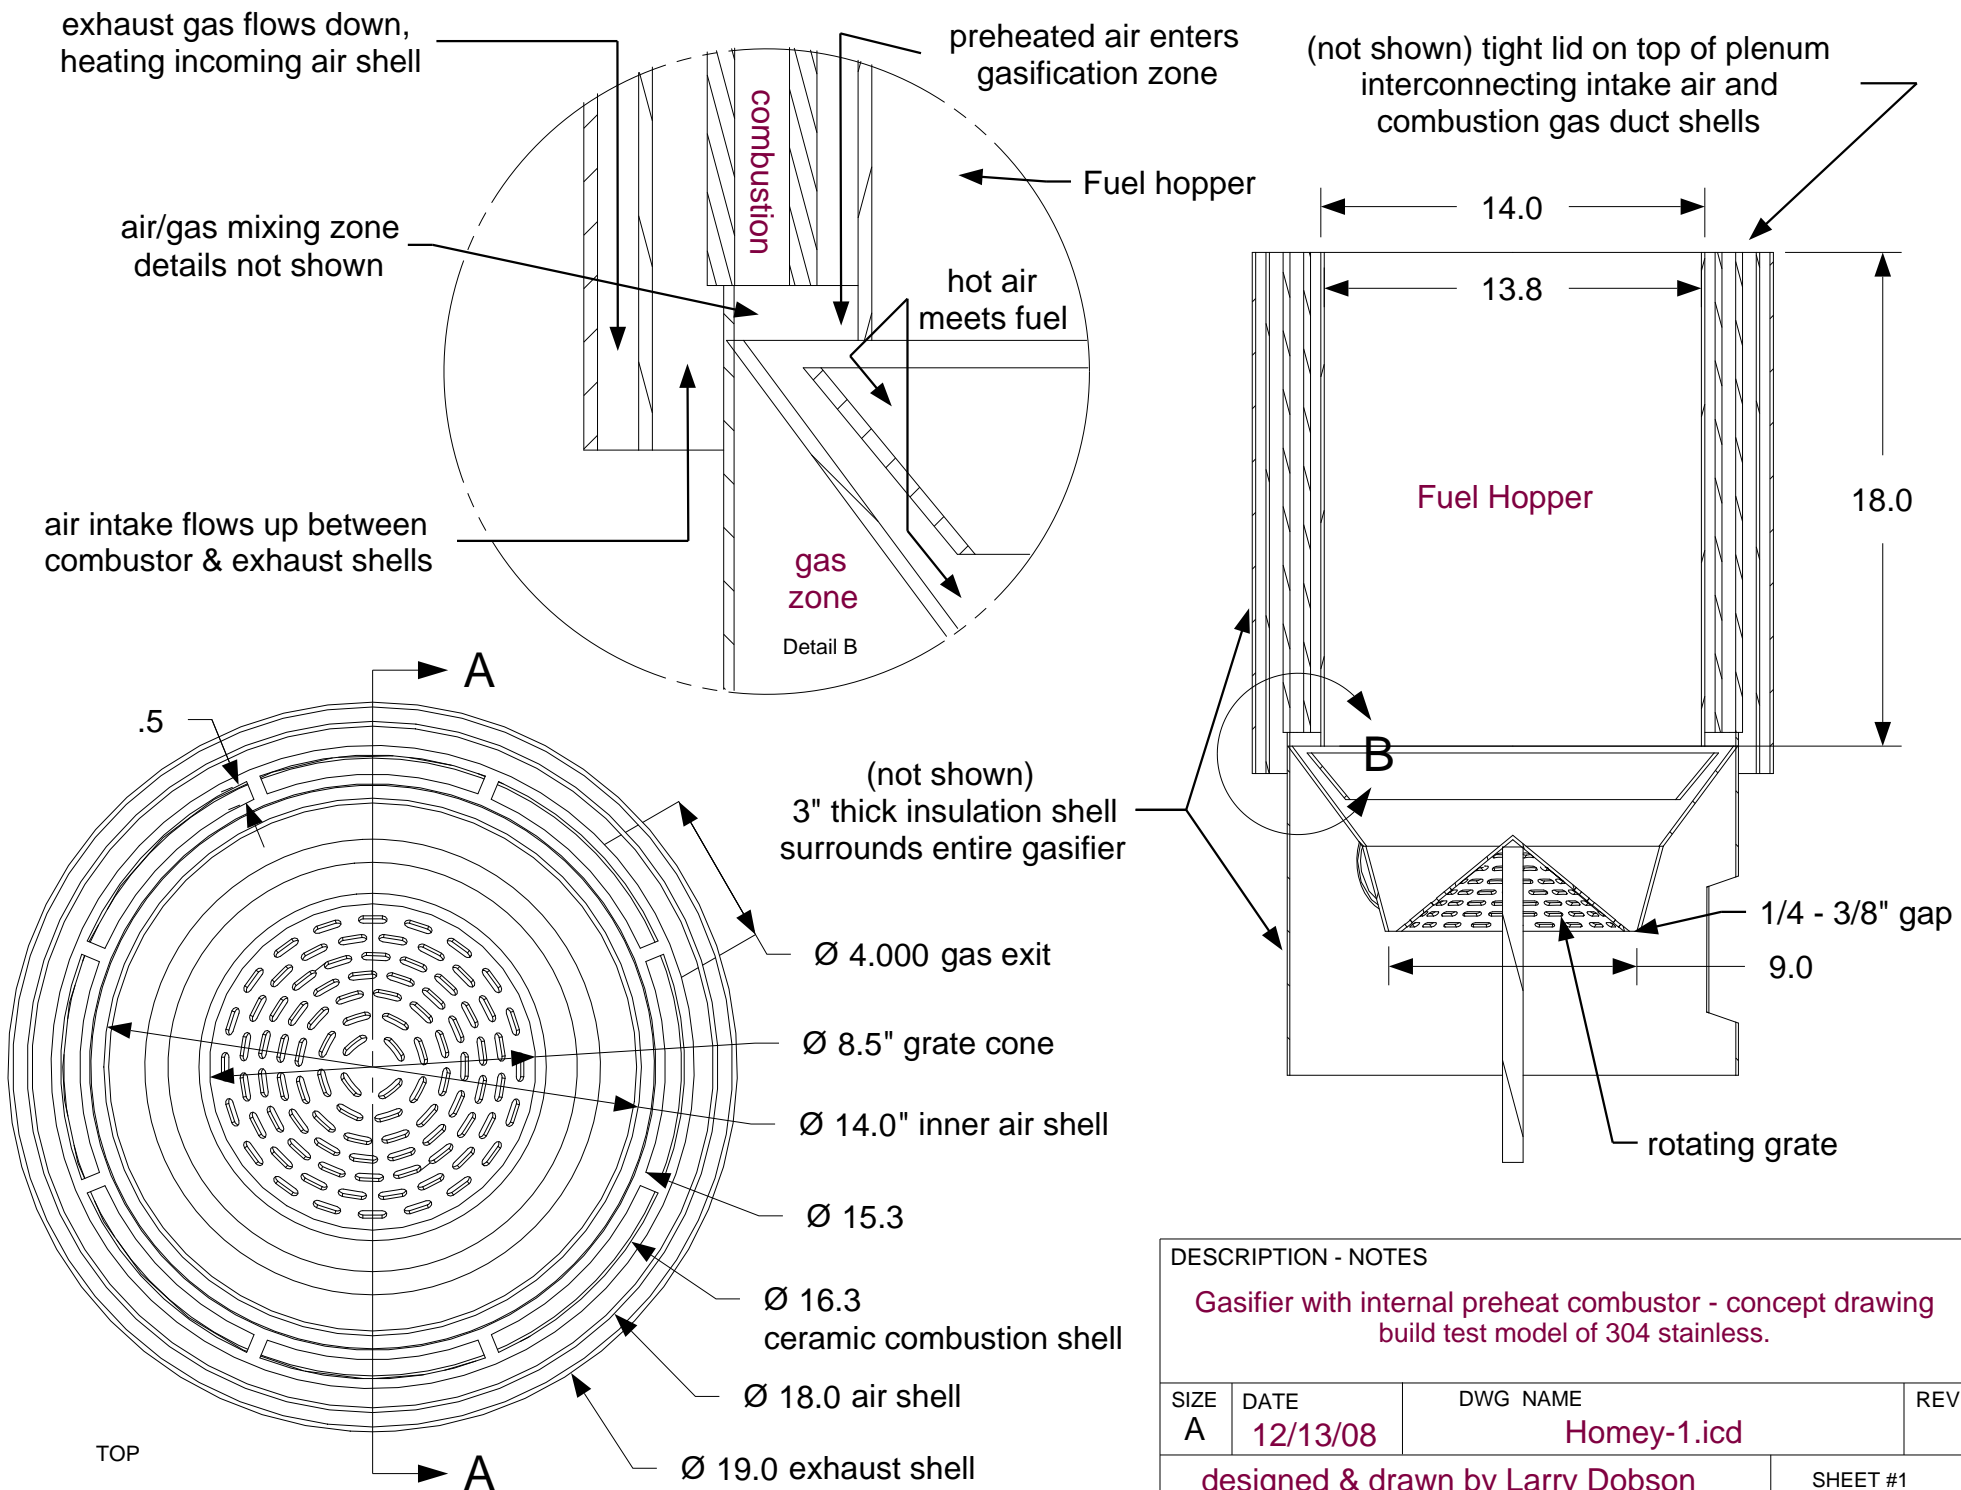 exhaust gas flows down,
heating incoming air shell
preheated air enters
gasification zone
(not shown) tight lid on top of plenum
interconnecting intake air and
combustion gas duct shells
combustion
Fuel hopper
air/gas mixing zone
details not shown
hot air
meets fuel
14.0
13.8
18.0
Fuel Hopper
air intake flows up between
combustor & exhaust shells
gas
zone
Detail B
A
.5
B
(not shown)
3" thick insulation shell
surrounds entire gasifier
1/4 - 3/8" gap
9.0
Ø 4.000 gas exit
Ø 8.5" grate cone
Ø 14.0" inner air shell
rotating grate
Ø 15.3
Ø 16.3
ceramic combustion shell
Ø 18.0 air shell
Ø 19.0 exhaust shell
TOP
A
DESCRIPTION - NOTES
Gasifier with internal preheat combustor - concept drawing
build test model of 304 stainless.
SIZE
A
DATE
12/13/08
DWG NAME
Homey-1.icd
REV
designed & drawn by Larry Dobson
SHEET #1